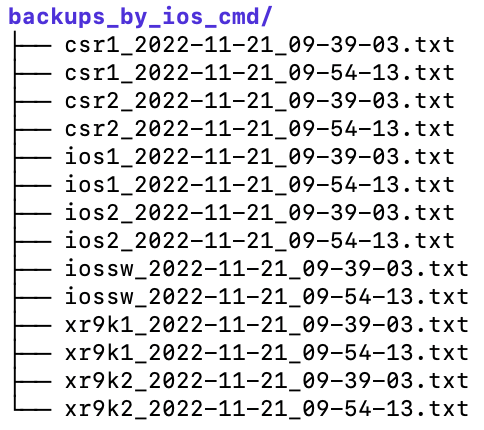 backups_by_ios_cmd/
├── csr1_2022-11-21_09-39-03.txt
├── csr1_2022-11-21_09-54-13.txt
├── csr2_2022-11-21_09-39-03.txt
├── csr2_2022-11-21_09-54-13.txt
├── ios1_2022-11-21_09-39-03.txt
├── ios1_2022-11-21_09-54-13.txt
├── ios2_2022-11-21_09-39-03.txt
├── ios2_2022-11-21_09-54-13.txt
├── iossw_2022-11-21_09-39-03.txt
├── iossw_2022-11-21_09-54-13.txt
├── xr9k1_2022-11-21_09-39-03.txt
├── xr9k1_2022-11-21_09-54-13.txt
├── xr9k2_2022-11-21_09-39-03.txt
└── xr9k2_2022-11-21_09-54-13.txt